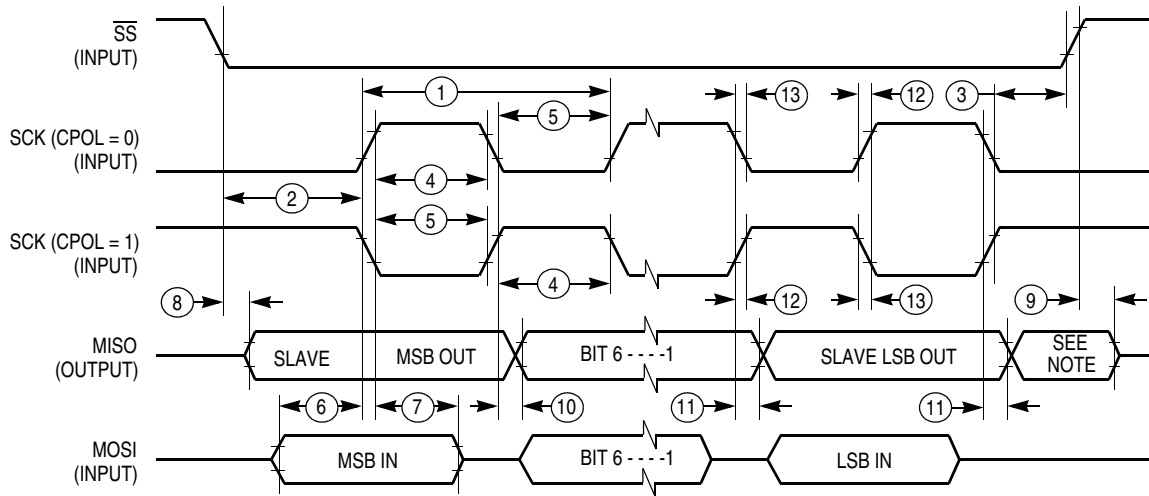 SS
(INPUT)
1
13
12
3
5
SCK (CPOL = 0)
(INPUT)
4
2
5
SCK (CPOL = 1)
(INPUT)
4
12
13
8
9
MISO
(OUTPUT)
SLAVE
MSB OUT
BIT 6 - - - -1
SLAVE LSB OUT
SEE
NOTE
6
7
10
11
11
MOSI
(INPUT)
MSB IN
BIT 6 - - - -1
LSB IN